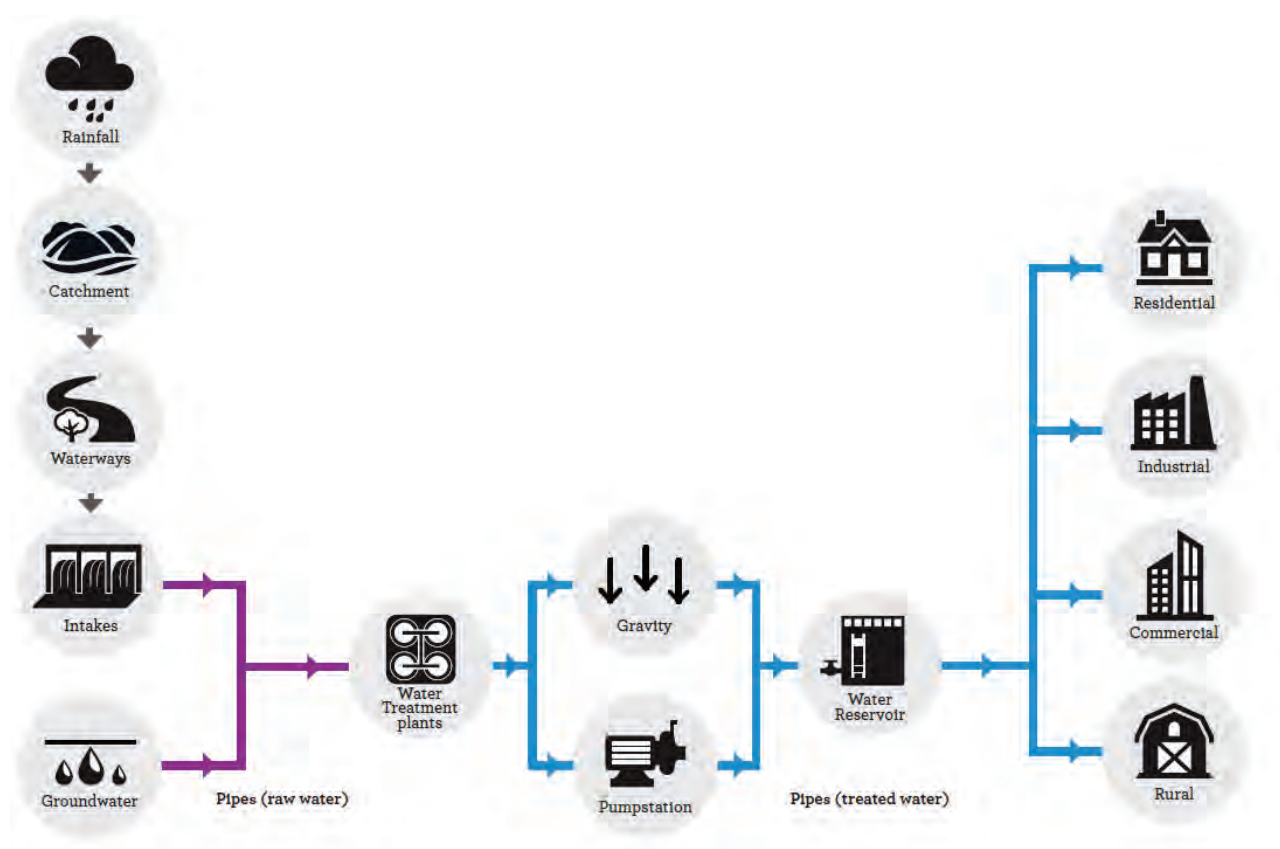 Rainfall
Catchment
Waterways
Intakes
Groundwater
Pipes (raw water)
Water
Treatment
plants
Gravity
Pumpstation
Pipes (treated water)
Water
Reservoir
Residential
Industrial
Commercial
Rural